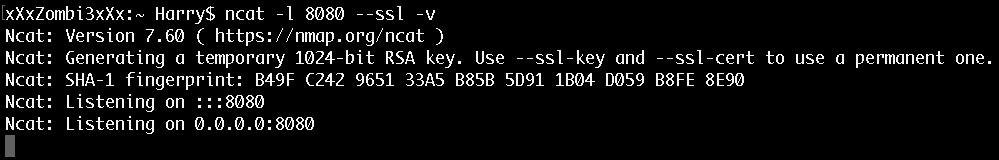 xXxZombi3xXx:~ Harry$ ncat -l 8080 --ssl -v
Ncat: Version 7.60 ( https://nmap.org/ncat )
Ncat: Generating a temporary 1024-bit RSA key. Use --ssl-key and --ssl-cert to use a permanent one.
Ncat: SHA-1 fingerprint: B49F C242 9651 33A5 B85B 5D91 1B04 D059 B8FE 8E90
Ncat: Listening on :::8080
Ncat: Listening on 0.0.0.0:8080